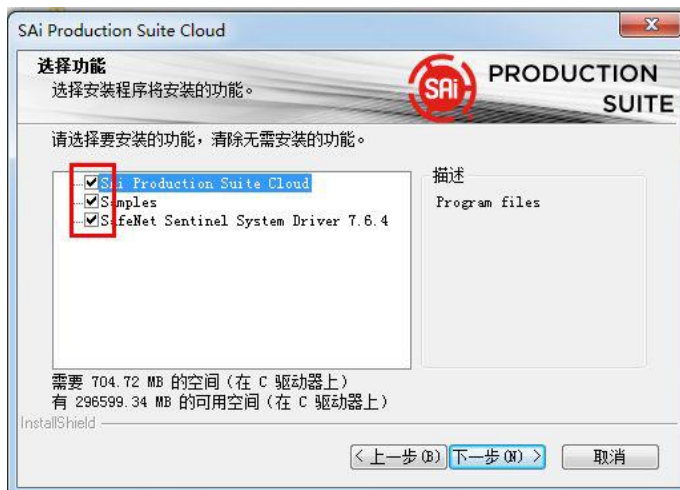 SAi Production Suite Cloud
选择功能
选择安装程序将安装的功能。
SAi
PRODUCTION
SUITE
请选择要安装的功能，清除无需安装的功能。
SAi Production Suite Cloud
Samples
SafeNet Sentinel System Driver 7.6.4
描述
Program files
需要 704.72 MB 的空间(在 C 驱动器上)
有 296599.34 MB 的可用空间(在 C 驱动器上)
InstallShield
< 上一步(B)
下一步(N) >
取消